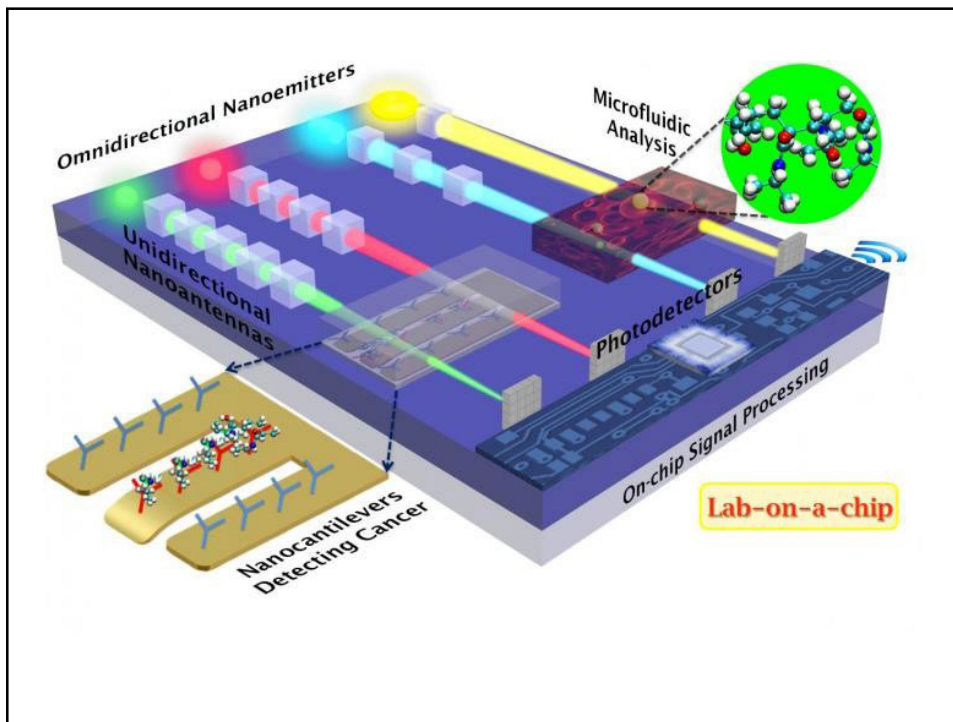 Omnidirectional Nanoemitters
Microfluidic
Analysis
Unidirectional
Nanoantennas
Photodetectors
On-chip Signal Processing
Lab-on-a-chip
Nanocantilevers
Detecting Cancer